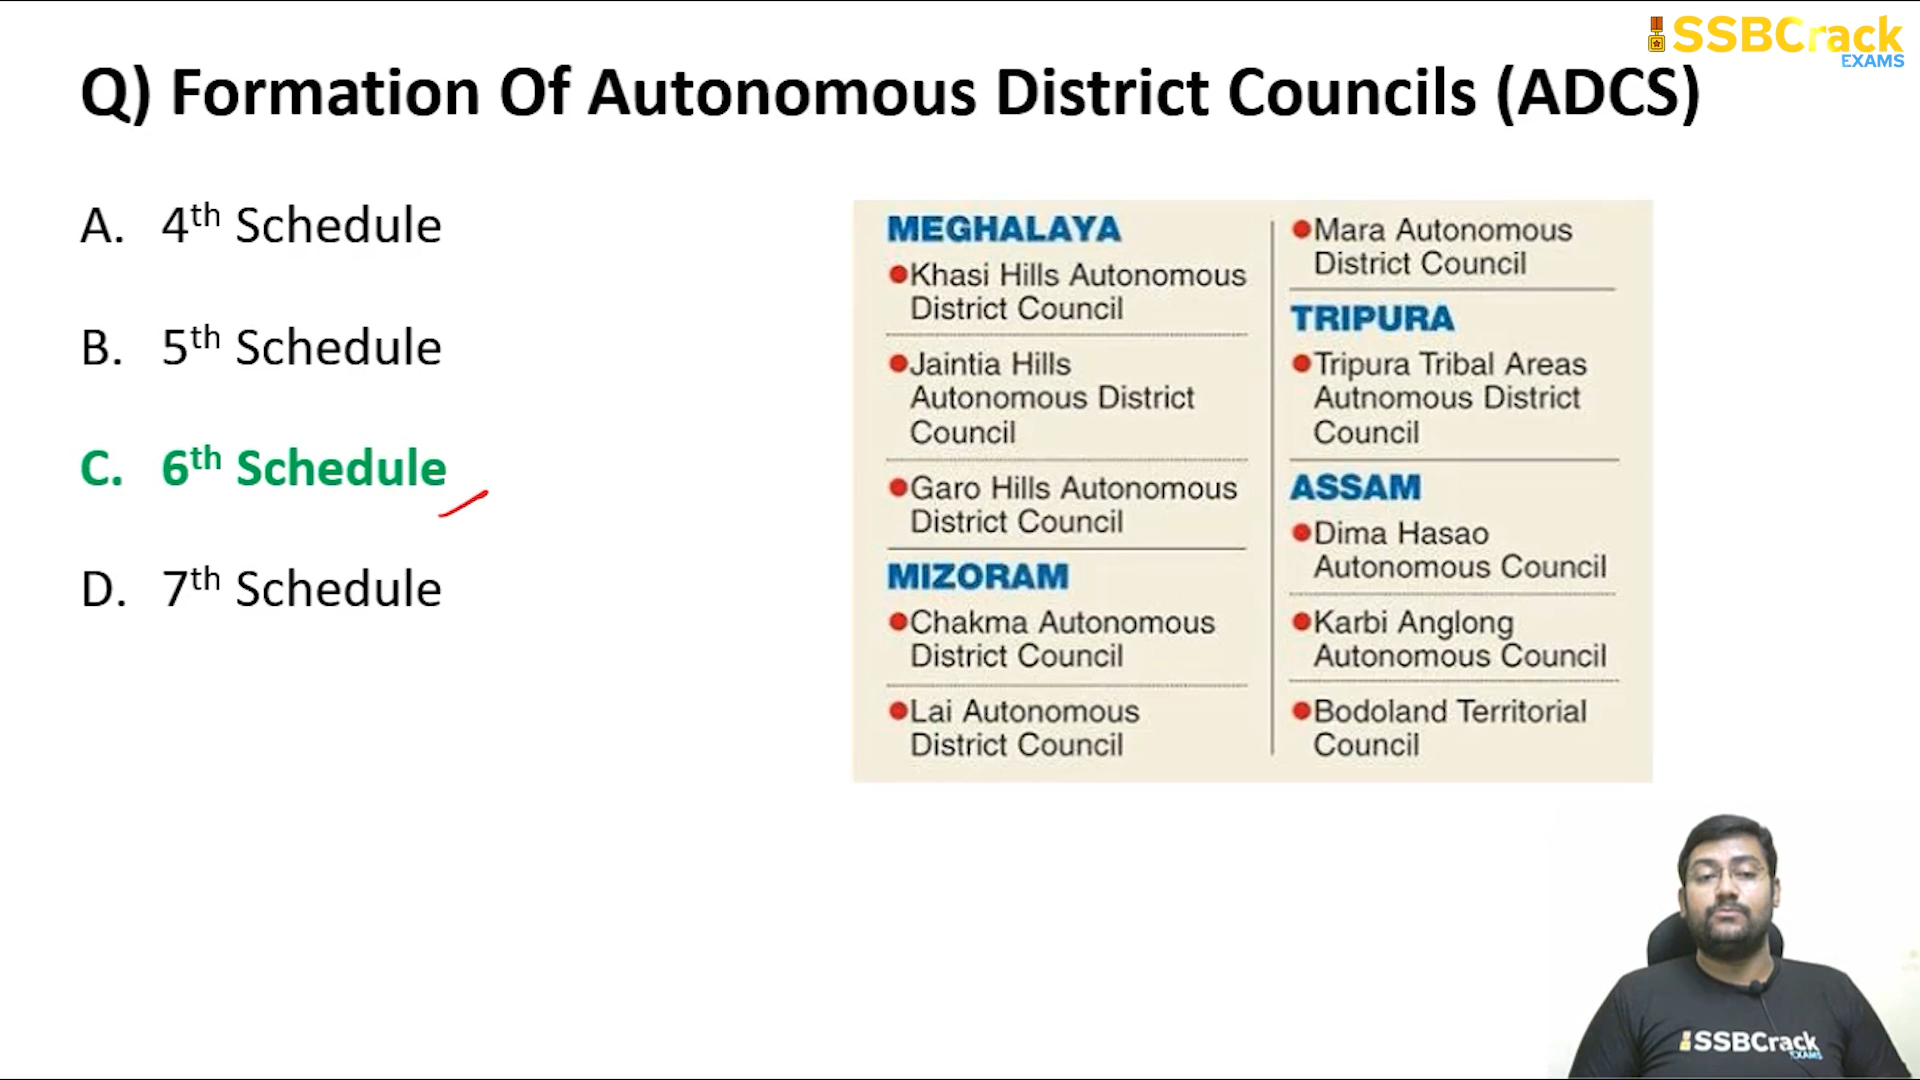 SSBCrack
EXAMS
Q) Formation Of Autonomous District Councils (ADCS)
A. 4th Schedule
B. 5th Schedule
C. 6th Schedule
D. 7th Schedule
MEGHALAYA
Khasi Hills Autonomous
District Council
Jaintia Hills
Autonomous District
Council
Garo Hills Autonomous
District Council
MIZORAM
Chakma Autonomous
District Council
Lai Autonomous
District Council
Mara Autonomous
District Council
TRIPURA
Tripura Tribal Areas
Autnomous District
Council
ASSAM
Dima Hasao
Autonomous Council
Karbi Anglong
Autonomous Council
Bodoland Territorial
Council
SSBCrack
EXAMS